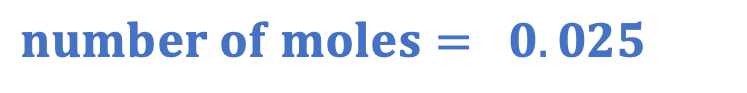 number of moles = 0.025